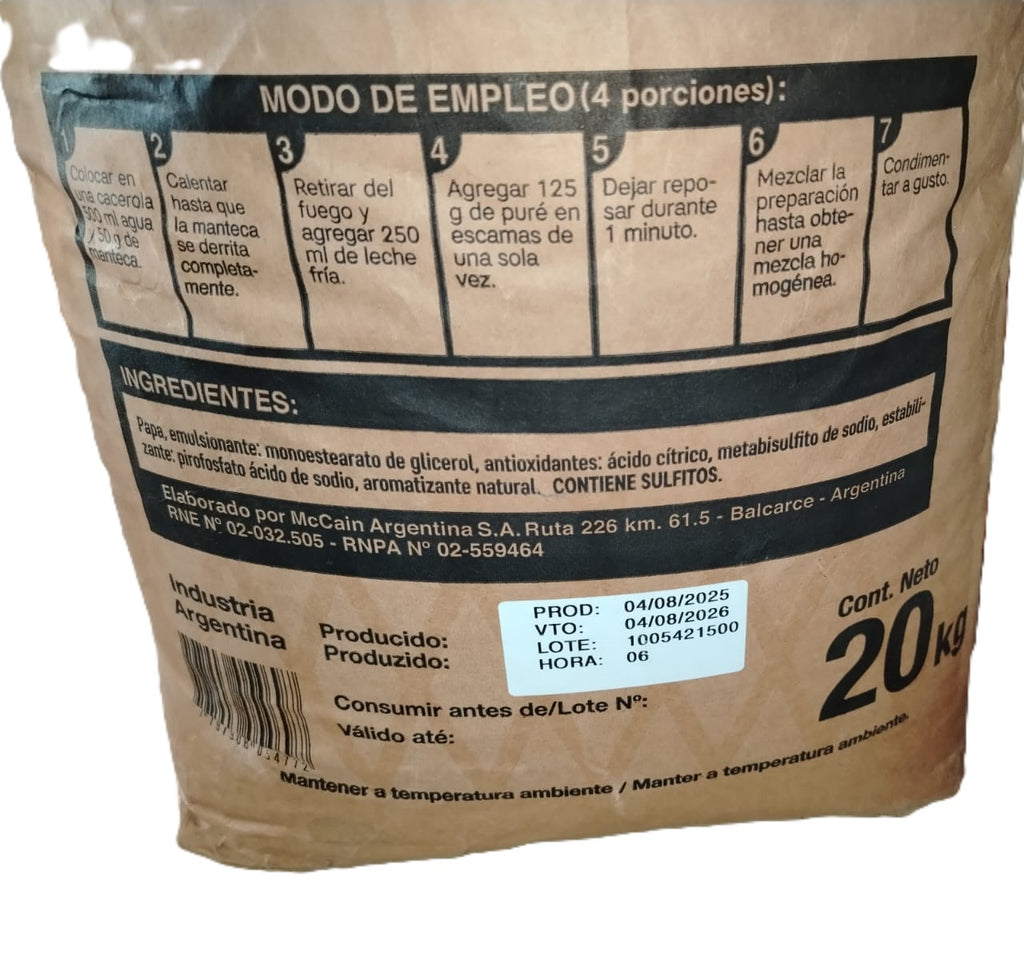 MODO DE EMPLEO (4 porciones):
1
Colocar en
una cacerola
500 ml agua
y 50 g de
manteca.
2
Calentar
hasta que
la manteca
se derrita
completa-
mente.
3
Retirar del
fuego y
agregar 250
ml de leche
fría.
4
Agregar 125
g de puré en
escamas de
una sola
vez.
5
Dejar repo-
sar durante
1 minuto.
6
Mezclar la
preparación
hasta obte-
ner una
mezcla ho-
mogénea.
7
Condimen-
tar a gusto.
INGREDIENTES:
Papa, emulsionante: monoestearato de glicerol, antioxidantes: ácido cítrico, metabisulfito de sodio, estabili-
zante: pirofosfato ácido de sodio, aromatizante natural. CONTIENE SULFITOS.
Elaborado por McCain Argentina S.A. Ruta 226 km. 61.5 - Balcarce - Argentina
RNE Nº 02-032.505 - RNPA Nº 02-559464
Industria
Argentina
Producido:
Produzido:
PROD: 04/08/2025
VTO: 04/08/2026
LOTE: 1005421500
HORA: 06
Consumir antes de/Lote Nº:
Válido até:
Cont. Neto
20 kg
Mantener a temperatura ambiente / Manter a temperatura ambiente.